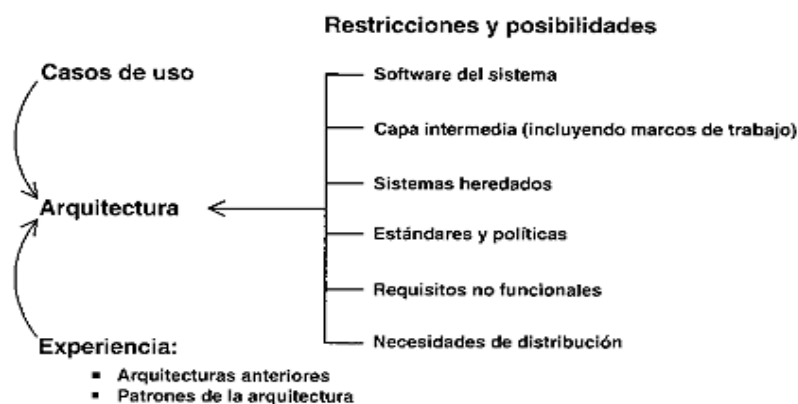 Restricciones y posibilidades
Casos de uso
Software del sistema
Capa intermedia (incluyendo marcos de trabajo)
Sistemas heredados
Arquitectura
Estándares y políticas
Requisitos no funcionales
Necesidades de distribución
Experiencia:
▪ Arquitecturas anteriores
▪ Patrones de la arquitectura